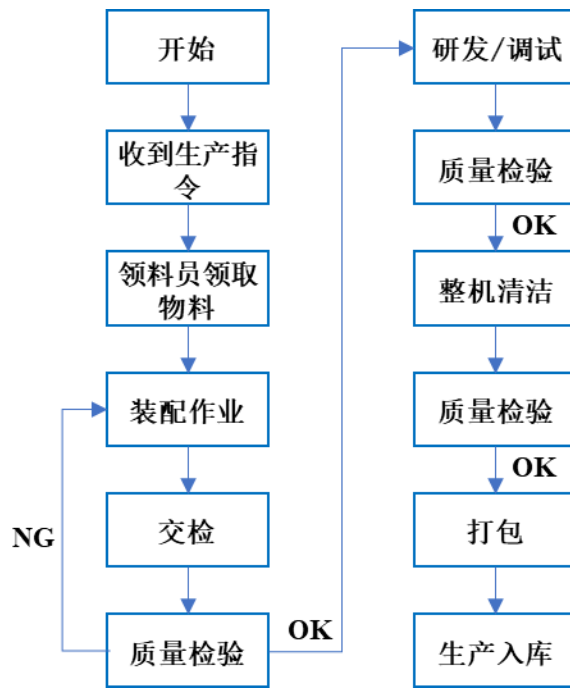 开始
收到生产指
令
领料员领取
物料
装配作业
NG
交检
质量检验
OK
研发/调试
质量检验
OK
整机清洁
质量检验
OK
打包
生产入库